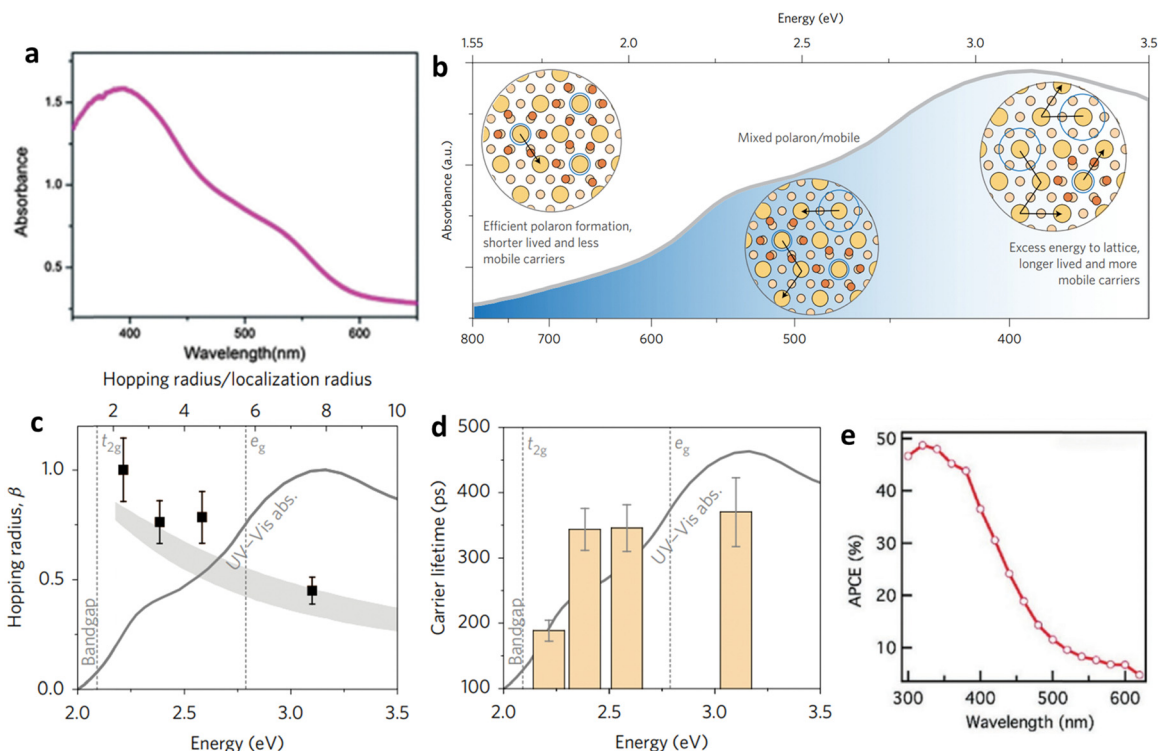 a
1.5
1.0
0.5
Absorbance
400
500
600
Wavelength(nm)
b
Energy (eV)
1.55
2.0
2.5
3.0
3.5
Absorbance (a.u.)
Efficient polaron formation,
shorter lived and less
mobile carriers
Mixed polaron/mobile
Excess energy to lattice,
longer lived and more
mobile carriers
800
700
600
500
400
Wavelength (nm)
c
Hopping radius/localization radius
2
4
6
8
10
t2g
eg
1.0
0.5
0.0
Hopping radius, β
Bandgap
UV–Vis abs.
2.0
2.5
3.0
3.5
Energy (eV)
d
500
400
300
200
100
Carrier lifetime (ps)
t2g
eg
Bandgap
UV–Vis abs.
2.0
2.5
3.0
3.5
Energy (eV)
e
50
40
30
20
10
APCE (%)
300
400
500
600
Wavelength (nm)